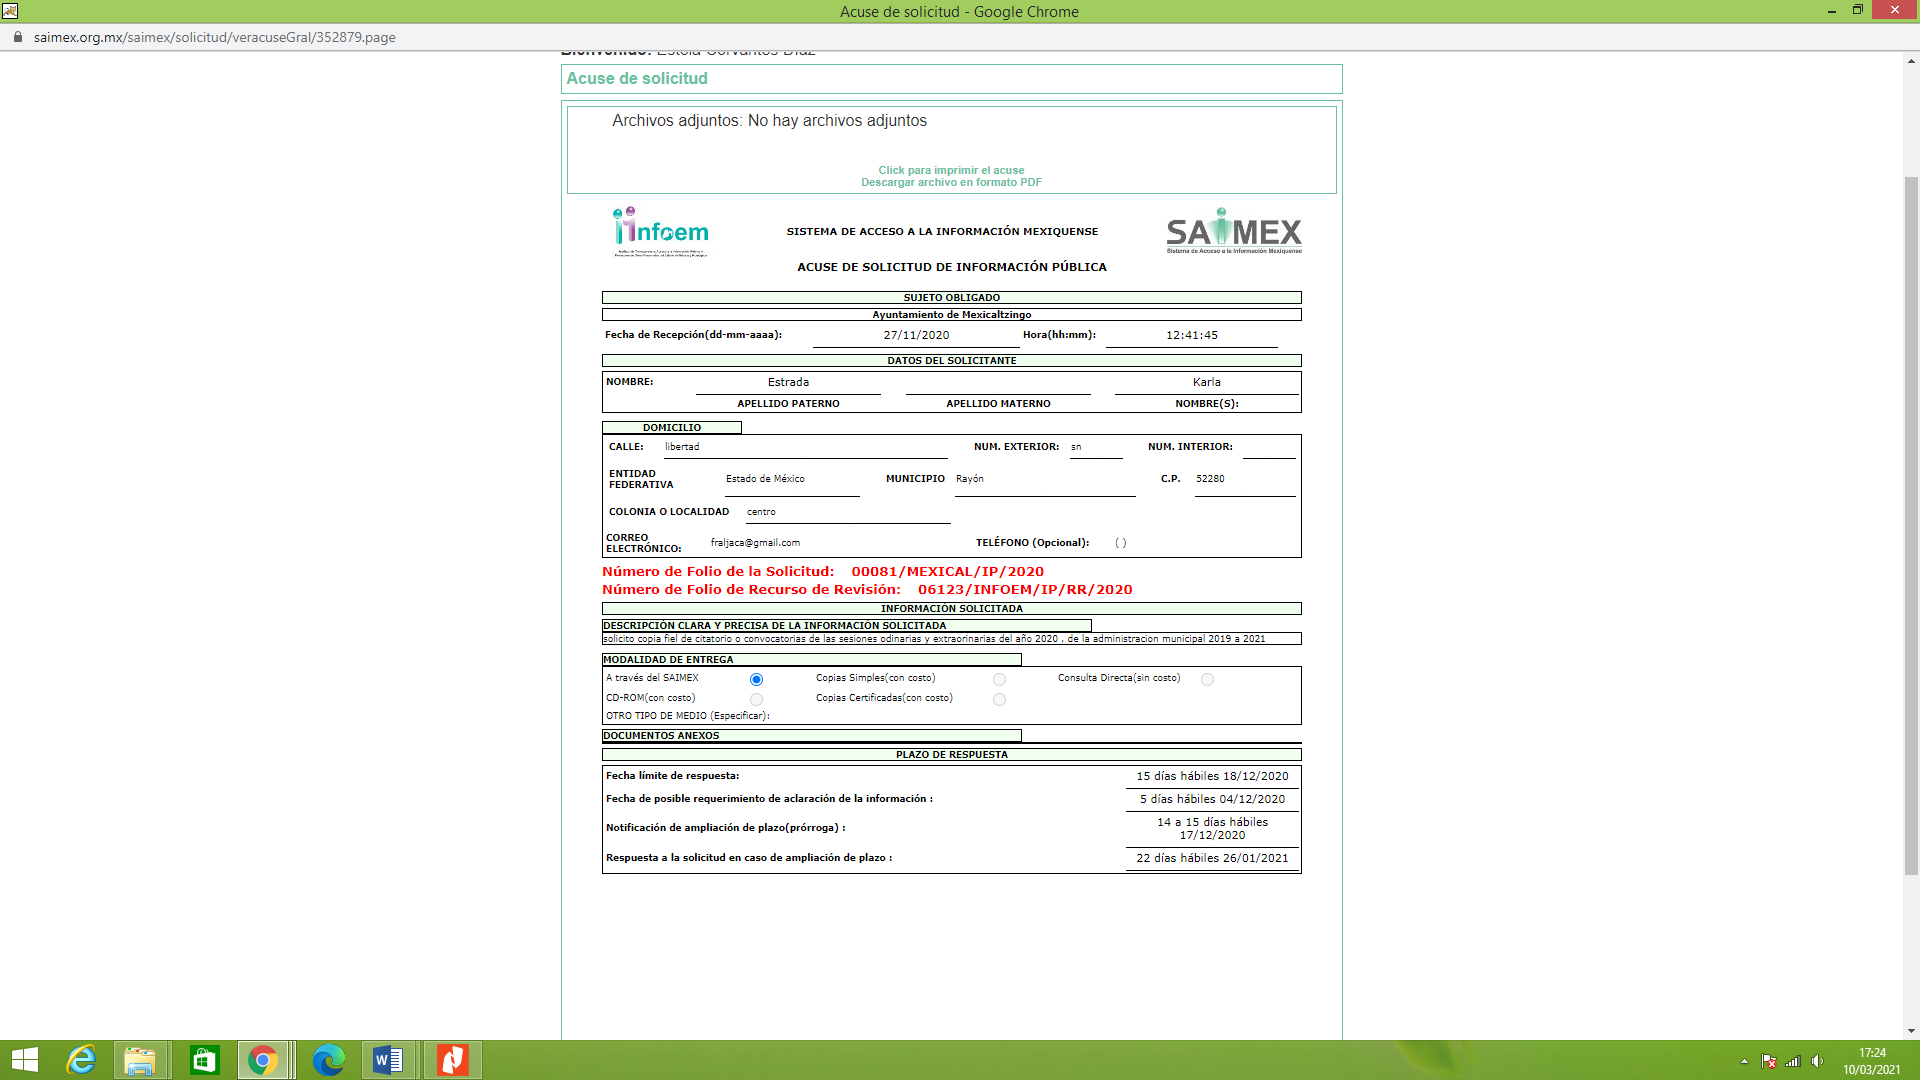 Acuse de solicitud - Google Chrome
saimex.org.mx/saimex/solicitud/veracuseGral/352879.page
Bienvenido: Estela Cervantes Díaz
Acuse de solicitud
Archivos adjuntos: No hay archivos adjuntos
Click para imprimir el acuse
Descargar archivo en formato PDF
infoem
SISTEMA DE ACCESO A LA INFORMACIÓN MEXIQUENSE
SAIMEX
Sistema de Acceso a la Información Mexiquense
ACUSE DE SOLICITUD DE INFORMACIÓN PÚBLICA
SUJETO OBLIGADO
Ayuntamiento de Mexicaltzingo
Fecha de Recepción(dd-mm-aaaa): 27/11/2020 Hora(hh:mm): 12:41:45
DATOS DEL SOLICITANTE
NOMBRE: Estrada Karla
APELLIDO PATERNO APELLIDO MATERNO NOMBRE(S):
DOMICILIO
CALLE: libertad NUM. EXTERIOR: sn NUM. INTERIOR:
ENTIDAD FEDERATIVA Estado de México MUNICIPIO Rayón C.P. 52280
COLONIA O LOCALIDAD centro
CORREO ELECTRÓNICO: fraljaca@gmail.com TELÉFONO (Opcional): ( )
Número de Folio de la Solicitud: 00081/MEXICAL/IP/2020
Número de Folio de Recurso de Revisión: 06123/INFOEM/IP/RR/2020
INFORMACIÓN SOLICITADA
DESCRIPCIÓN CLARA Y PRECISA DE LA INFORMACIÓN SOLICITADA
solicito copia fiel de citatorio o convocatorias de las sesiones odinarias y extraorinarias del año 2020 , de la administracion municipal 2019 a 2021
MODALIDAD DE ENTREGA
A través del SAIMEX Copias Simples(con costo) Consulta Directa(sin costo)
CD-ROM(con costo) Copias Certificadas(con costo)
OTRO TIPO DE MEDIO (Especificar):
DOCUMENTOS ANEXOS
PLAZO DE RESPUESTA
Fecha límite de respuesta: 15 días hábiles 18/12/2020
Fecha de posible requerimiento de aclaración de la información : 5 días hábiles 04/12/2020
Notificación de ampliación de plazo(prórroga) : 14 a 15 días hábiles 17/12/2020
Respuesta a la solicitud en caso de ampliación de plazo : 22 días hábiles 26/01/2021
17:24
10/03/2021